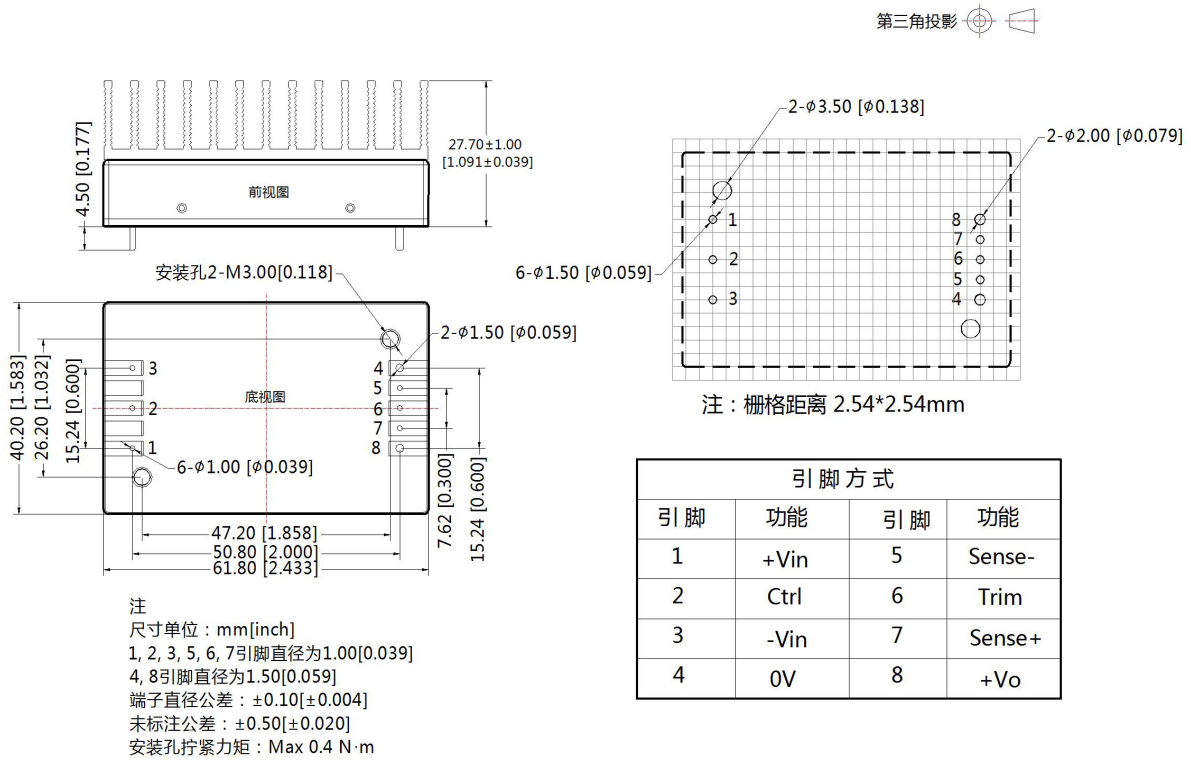 第三角投影
27.70±1.00
[1.091±0.039]
4.50 [0.177]
前视图
安装孔2-M3.00[0.118]
2-φ1.50 [φ0.059]
3
2
1
底视图
4
5
6
7
8
6-φ1.00 [φ0.039]
40.20 [1.583]
26.20 [1.032]
15.24 [0.600]
7.62 [0.300]
15.24 [0.600]
47.20 [1.858]
50.80 [2.000]
61.80 [2.433]
2-φ3.50 [φ0.138]
2-φ2.00 [φ0.079]
6-φ1.50 [φ0.059]
1
2
3
8
7
6
5
4
注：栅格距离 2.54*2.54mm
引脚方式
引脚 功能 引脚 功能
1 +Vin 5 Sense-
2 Ctrl 6 Trim
3 -Vin 7 Sense+
4 0V 8 +Vo
注
尺寸单位：mm[inch]
1, 2, 3, 5, 6, 7引脚直径为1.00[0.039]
4, 8引脚直径为1.50[0.059]
端子直径公差：±0.10[±0.004]
未标注公差：±0.50[±0.020]
安装孔拧紧力矩：Max 0.4 N·m